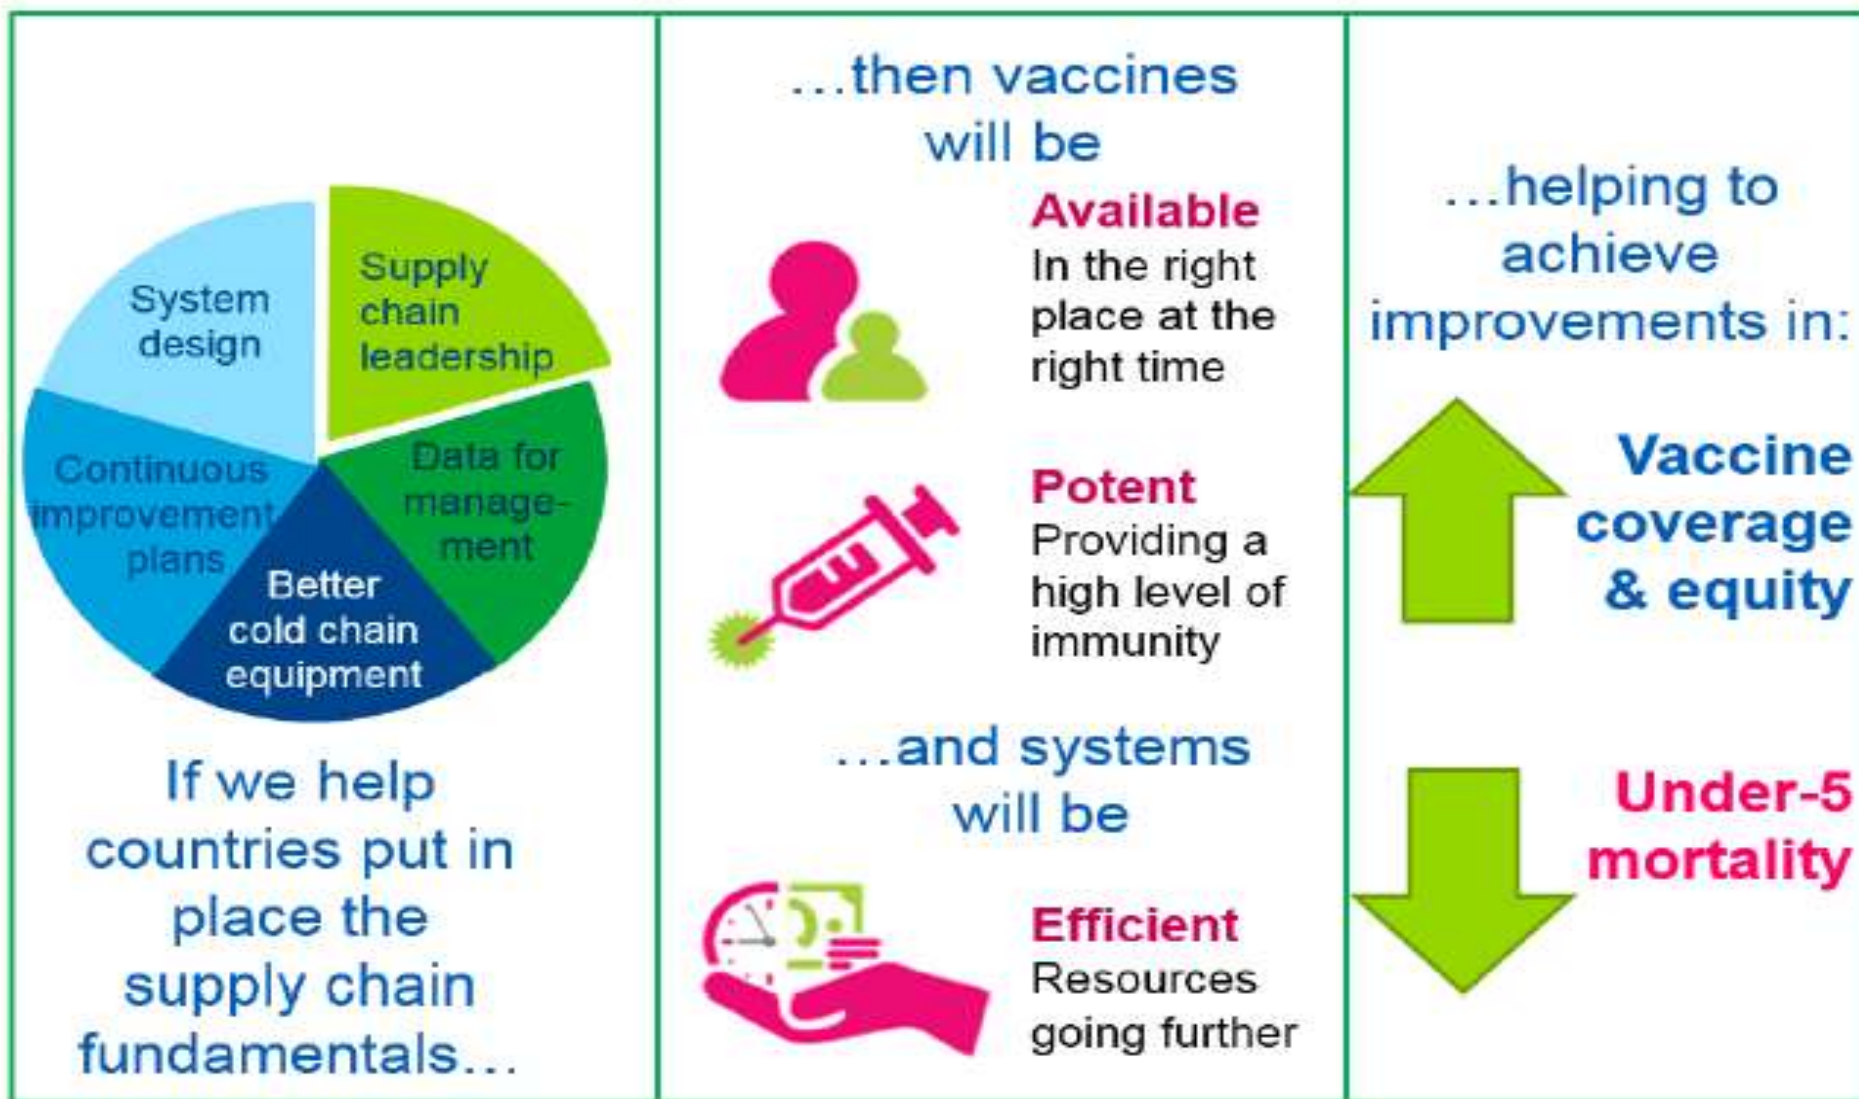 System
design
Supply
chain
leadership
Continuous
improvement
plans
Data for
manage-
ment
Better
cold chain
equipment
If we help
countries put in
place the
supply chain
fundamentals…
…then vaccines
will be
Available
In the right
place at the
right time
Potent
Providing a
high level of
immunity
…and systems
will be
Efficient
Resources
going further
…helping to
achieve
improvements in:
Vaccine
coverage
& equity
Under-5
mortality